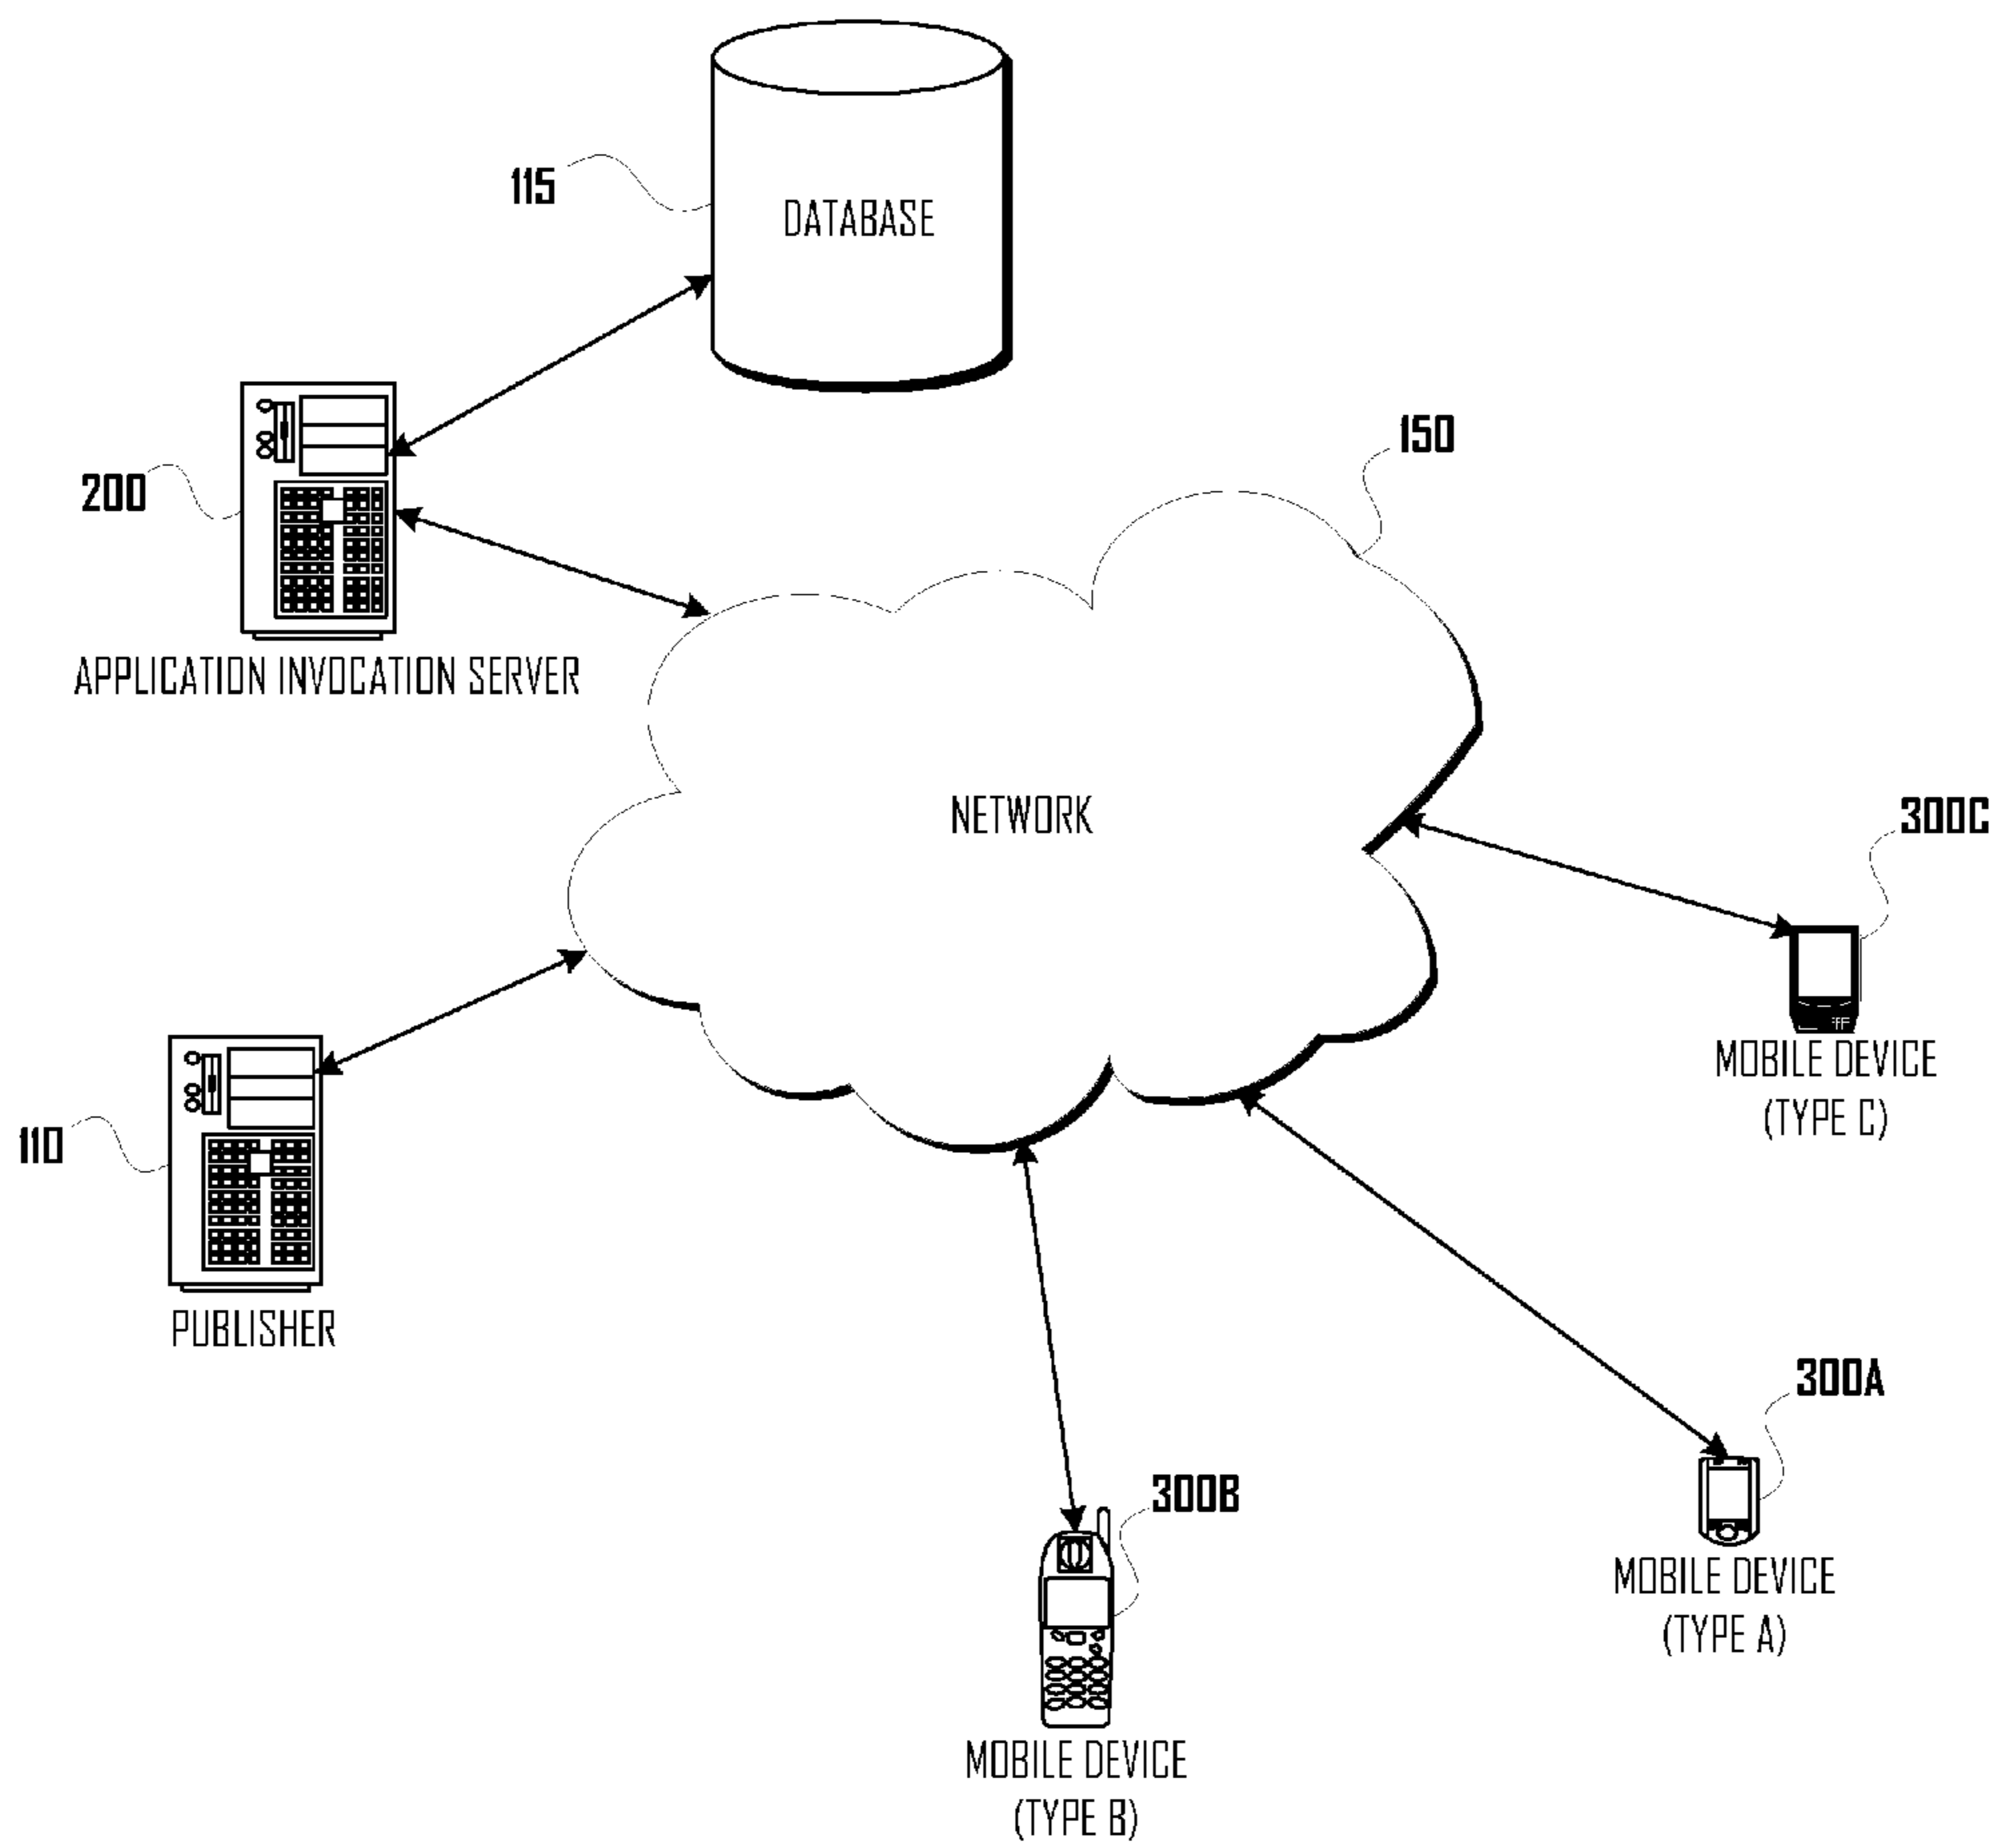 115
DATABASE
150
200
APPLICATION INVOCATION SERVER
NETWORK
300C
MOBILE DEVICE
(TYPE C)
110
PUBLISHER
300A
MOBILE DEVICE
(TYPE A)
300B
MOBILE DEVICE
(TYPE B)